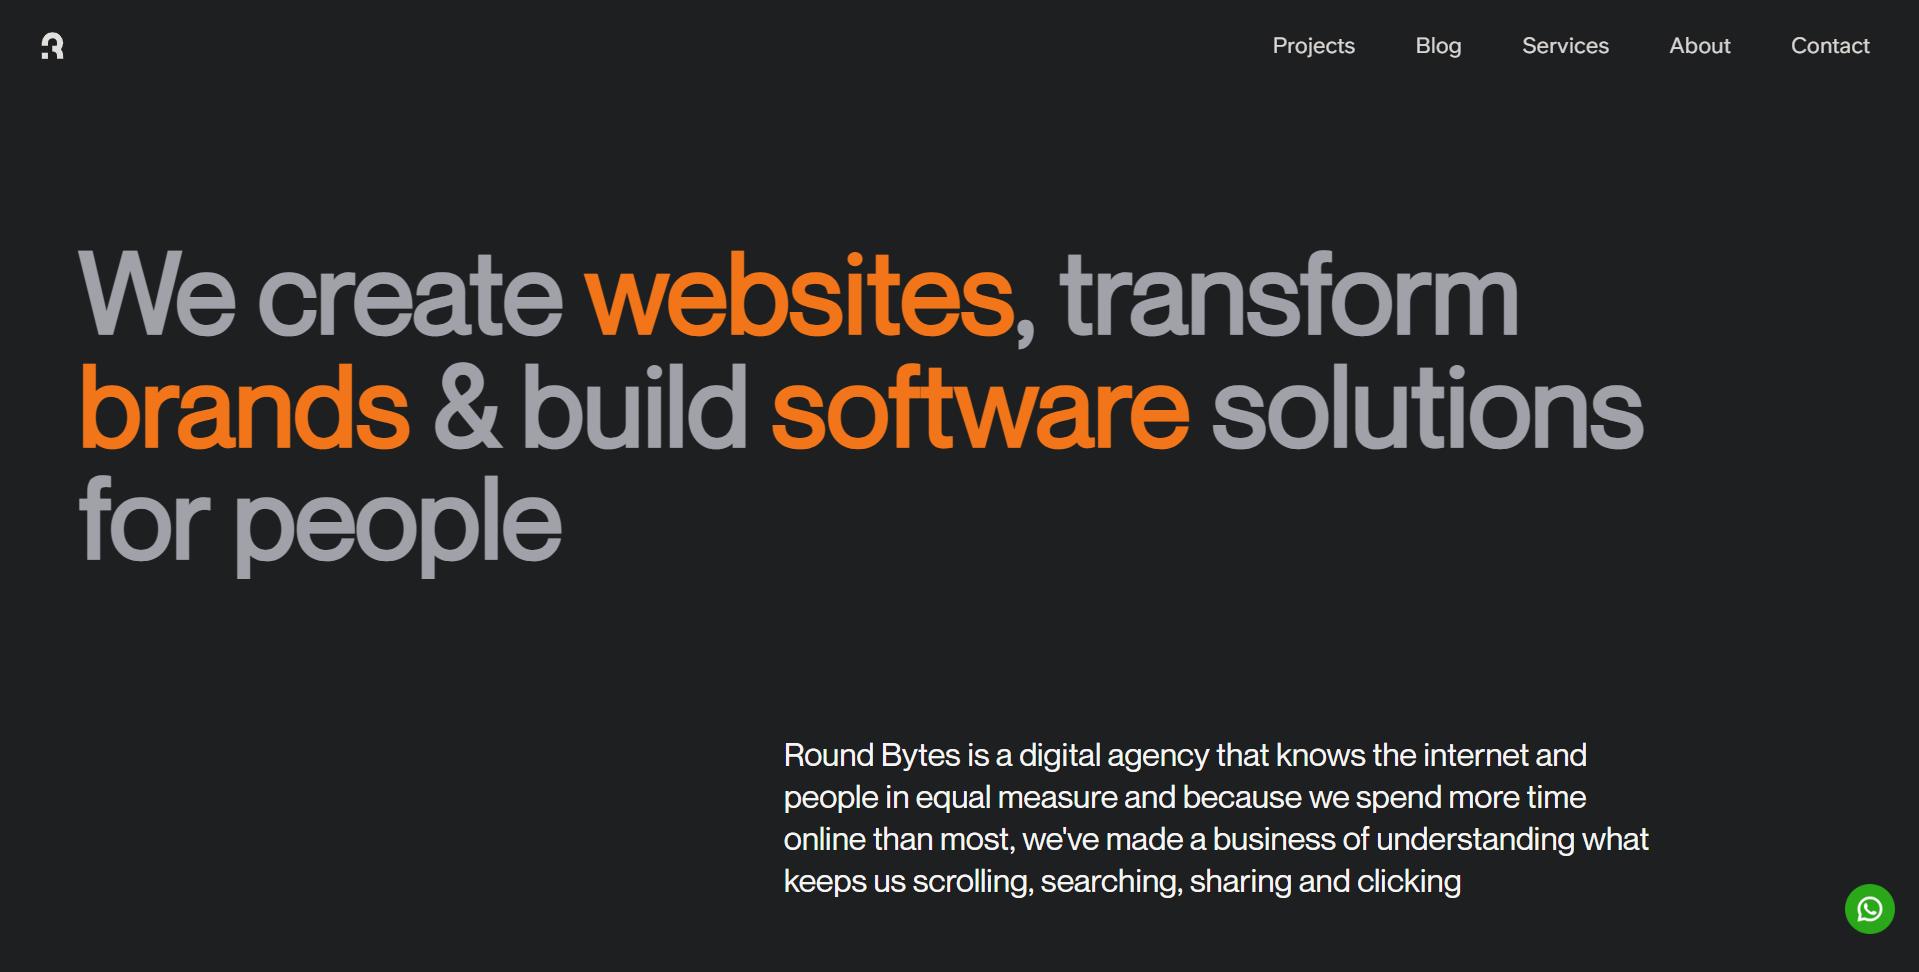 Projects Blog Services About Contact
We create websites, transform
brands & build software solutions
for people
Round Bytes is a digital agency that knows the internet and
people in equal measure and because we spend more time
online than most, we've made a business of understanding what
keeps us scrolling, searching, sharing and clicking